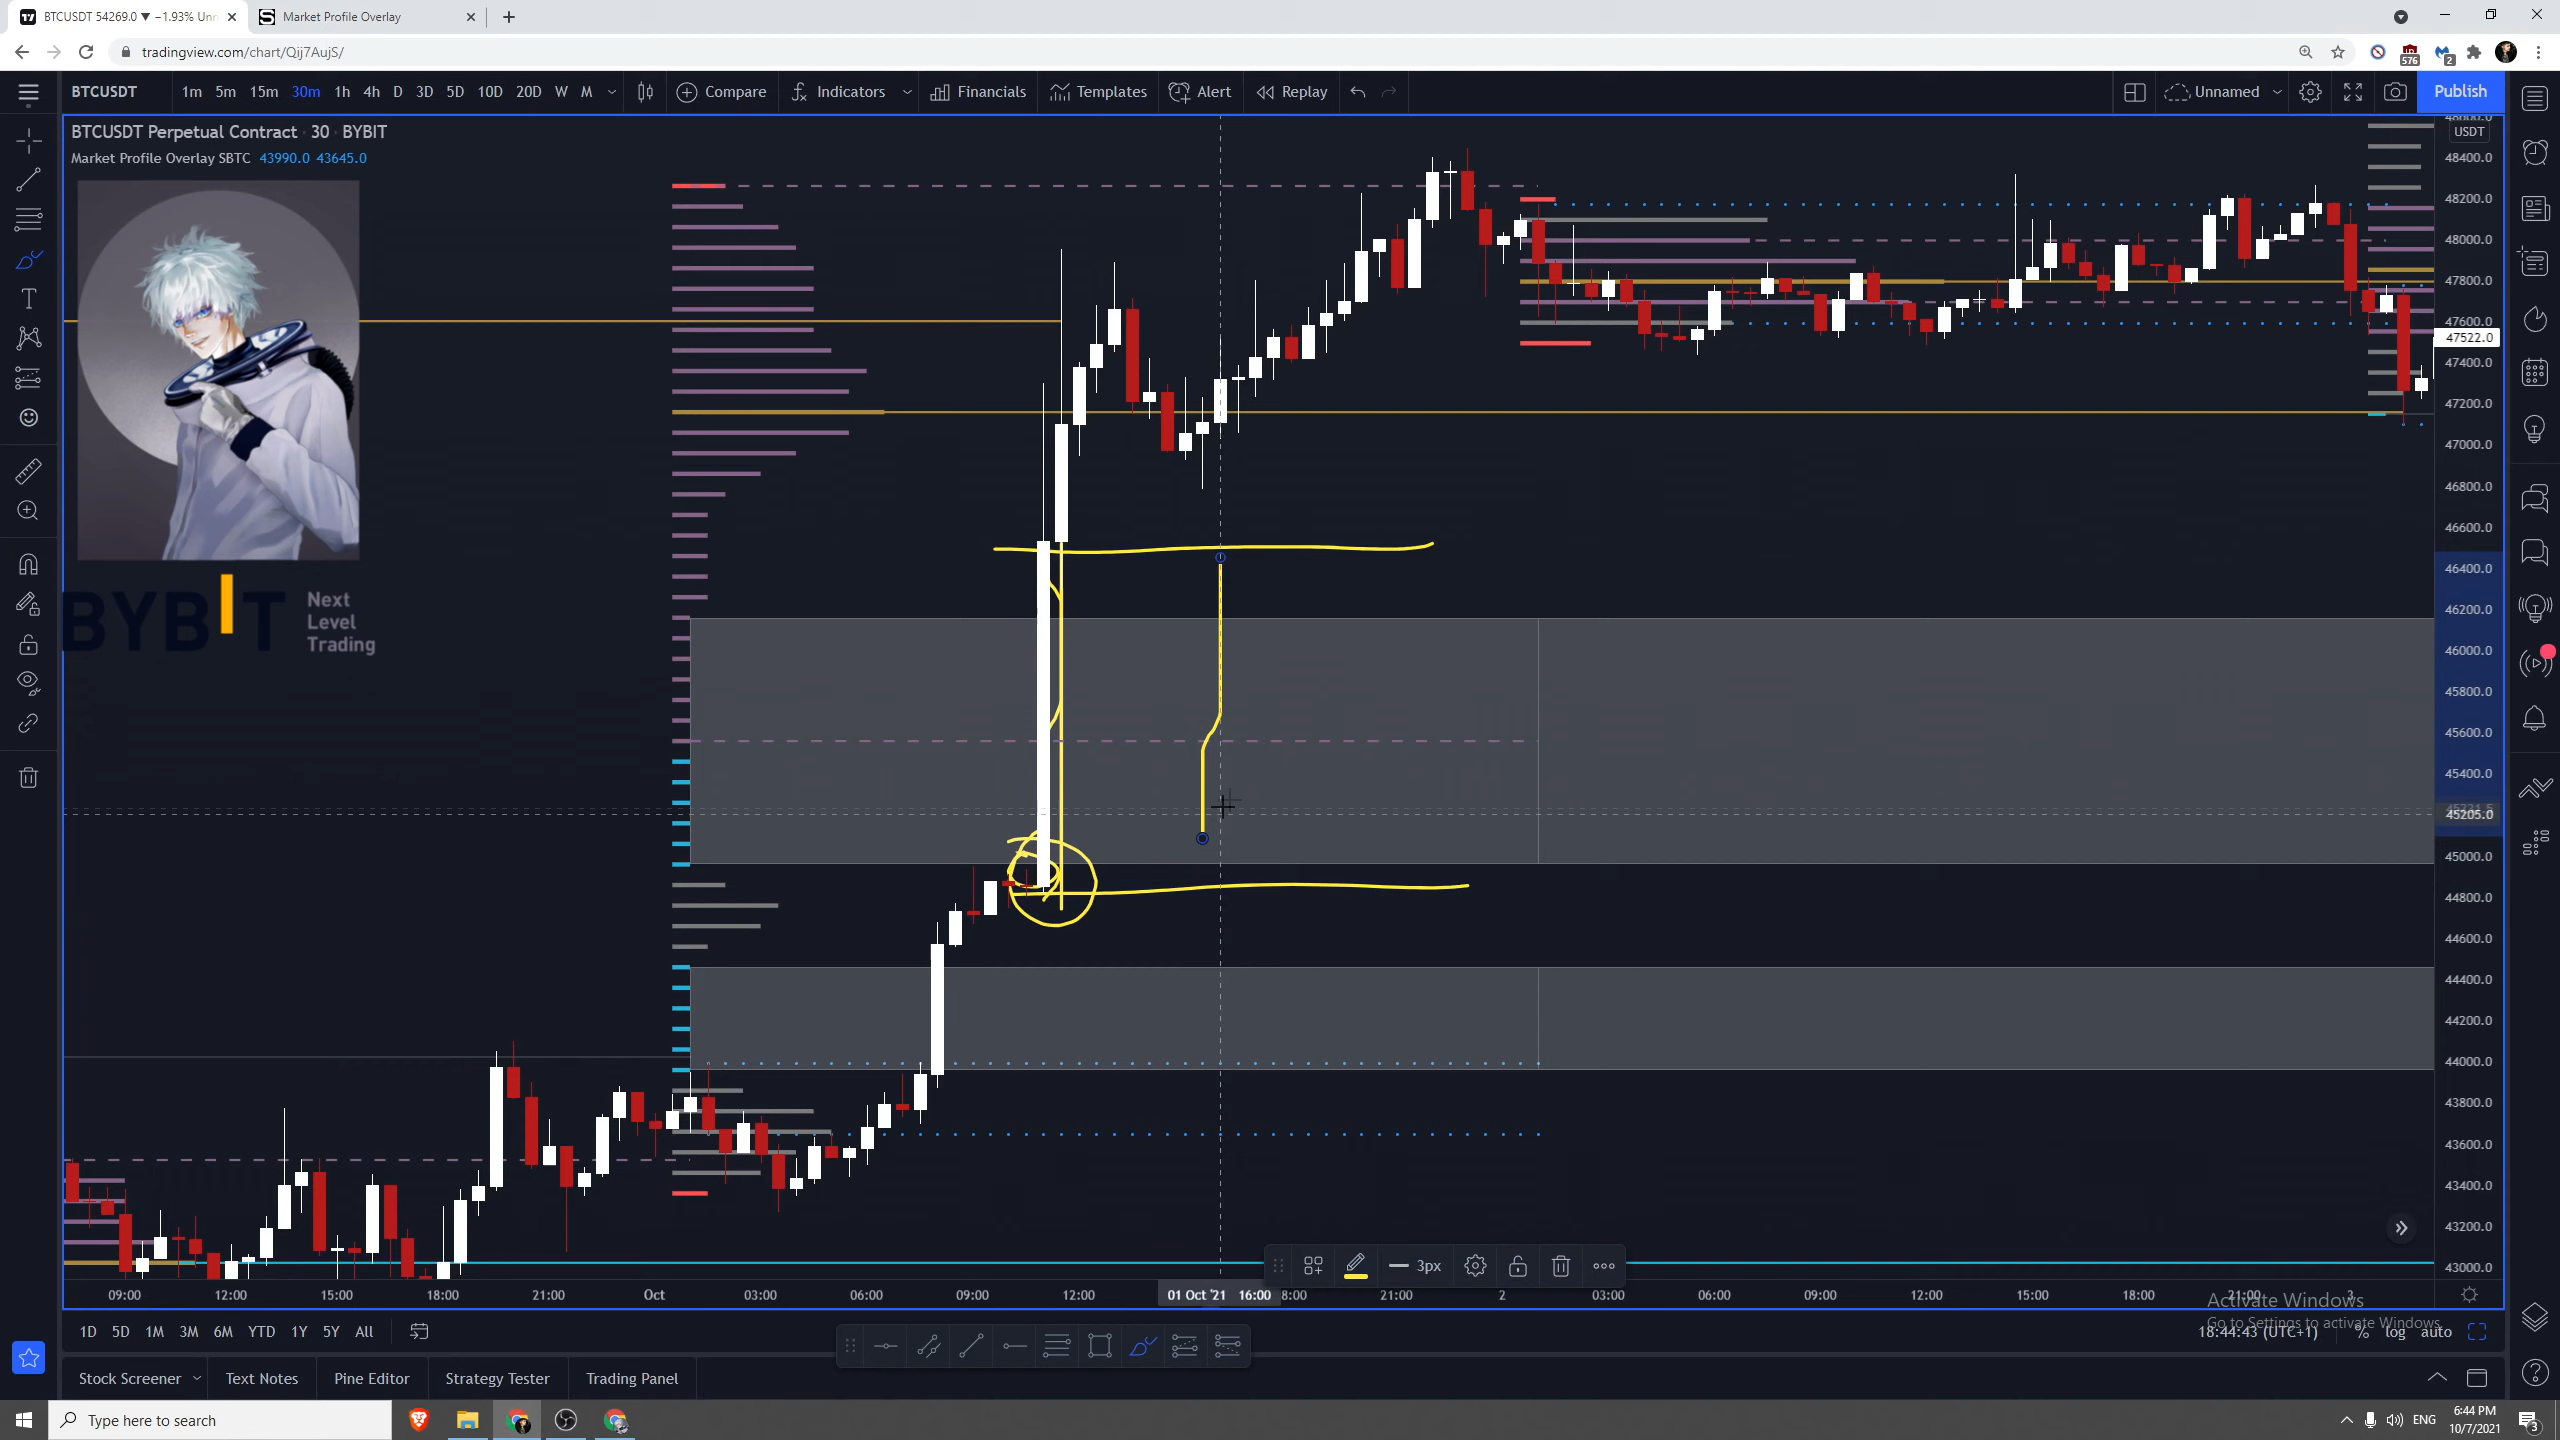 BTCUSDT 54269.0 ▼ −1.93% Unn
Market Profile Overlay
tradingview.com/chart/Qij7AujS/
576
2
BTCUSDT 1m 5m 15m 30m 1h 4h D 3D 5D 10D 20D W M Compare Indicators Financials Templates Alert Replay Unnamed Publish
BTCUSDT Perpetual Contract · 30 · BYBIT
Market Profile Overlay SBTC 43990.0 43645.0
BYBIT
Next
Level
Trading
USDT
48400.0
48200.0
48000.0
47800.0
47600.0
47522.0
47400.0
47200.0
47000.0
46800.0
46600.0
46400.0
46200.0
46000.0
45800.0
45600.0
45400.0
45205.0
45000.0
44800.0
44600.0
44400.0
44200.0
44000.0
43800.0
43600.0
43400.0
43200.0
43000.0
3px
09:00 12:00 15:00 18:00 21:00 Oct 03:00 06:00 09:00 12:00 01 Oct '21 16:00 8:00 21:00 2 03:00 06:00 09:00 12:00 15:00 18:00 21:00 3
Activate Windows
Go to Settings to activate Windows.
1D 5D 1M 3M 6M YTD 1Y 5Y All 18:44:43 (UTC+1) % log auto
Stock Screener Text Notes Pine Editor Strategy Tester Trading Panel
Type here to search
ENG
6:44 PM
10/7/2021
3